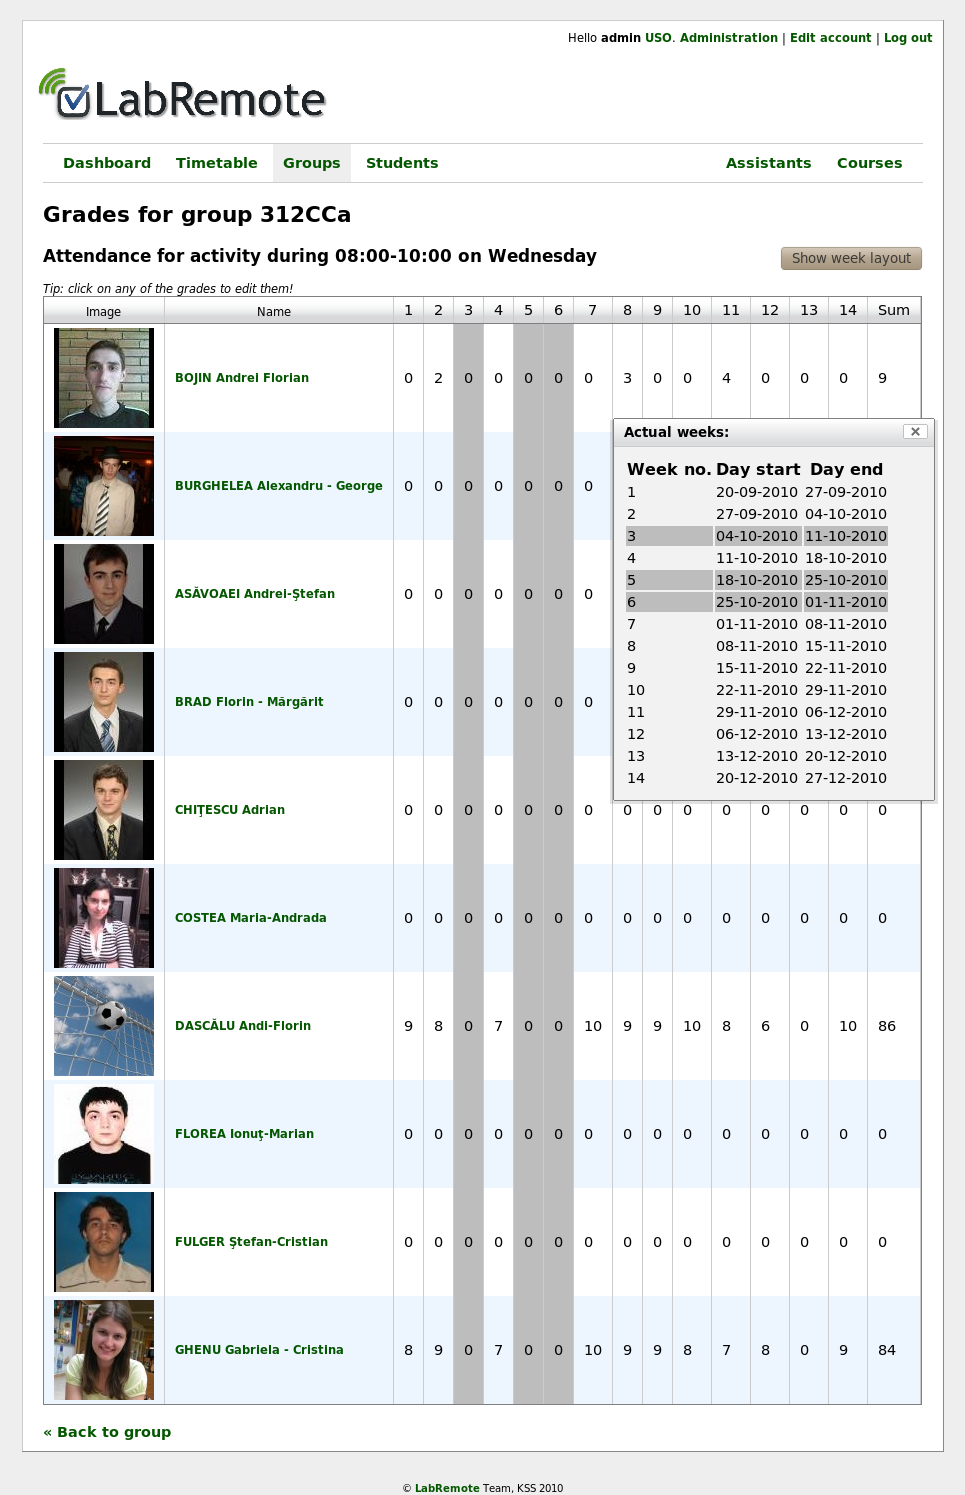 Hello admin USO. Administration | Edit account | Log out
LabRemote
Dashboard Timetable Groups Students Assistants Courses
Grades for group 312CCa
Attendance for activity during 08:00-10:00 on Wednesday
Show week layout
Tip: click on any of the grades to edit them!
Image Name 1 2 3 4 5 6 7 8 9 10 11 12 13 14 Sum
BOJIN Andrei Florian 0 2 0 0 0 0 0 3 0 0 4 0 0 0 9
BURGHELEA Alexandru - George 0 0 0 0 0 0 0
ASĂVOAEI Andrei-Ştefan 0 0 0 0 0 0 0
BRAD Florin - Mărgărit 0 0 0 0 0 0 0
Actual weeks:
Week no. Day start Day end
1 20-09-2010 27-09-2010
2 27-09-2010 04-10-2010
3 04-10-2010 11-10-2010
4 11-10-2010 18-10-2010
5 18-10-2010 25-10-2010
6 25-10-2010 01-11-2010
7 01-11-2010 08-11-2010
8 08-11-2010 15-11-2010
9 15-11-2010 22-11-2010
10 22-11-2010 29-11-2010
11 29-11-2010 06-12-2010
12 06-12-2010 13-12-2010
13 13-12-2010 20-12-2010
14 20-12-2010 27-12-2010
CHIŢESCU Adrian 0 0 0 0 0 0 0 0 0 0 0 0 0 0 0
COSTEA Maria-Andrada 0 0 0 0 0 0 0 0 0 0 0 0 0 0 0
DASCĂLU Andi-Florin 9 8 0 7 0 0 10 9 9 10 8 6 0 10 86
FLOREA Ionuţ-Marian 0 0 0 0 0 0 0 0 0 0 0 0 0 0 0
FULGER Ştefan-Cristian 0 0 0 0 0 0 0 0 0 0 0 0 0 0 0
GHENU Gabriela - Cristina 8 9 0 7 0 0 10 9 9 8 7 8 0 9 84
« Back to group
© LabRemote Team, KSS 2010